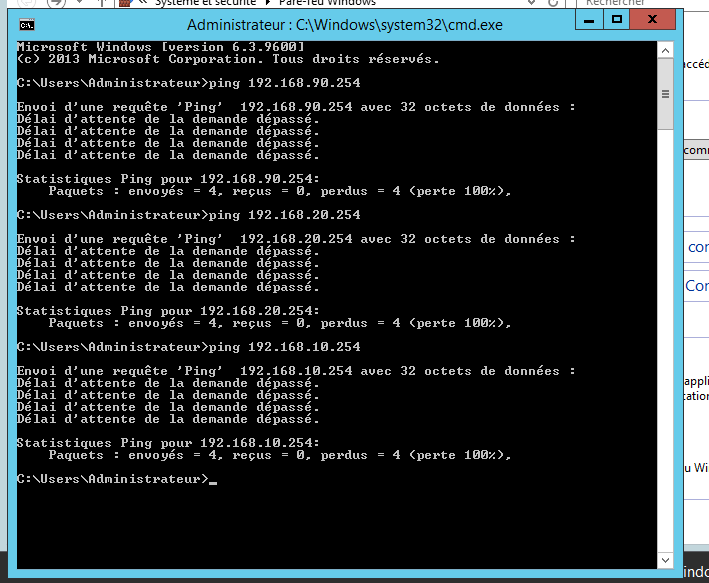 Système et sécurité
Pare-feu Windows
Rechercher
Administrateur : C:\Windows\system32\cmd.exe
Microsoft Windows [version 6.3.9600]
(c) 2013 Microsoft Corporation. Tous droits réservés.
C:\Users\Administrateur>ping 192.168.90.254
Envoi d'une requête 'Ping'  192.168.90.254 avec 32 octets de données :
Délai d'attente de la demande dépassé.
Délai d'attente de la demande dépassé.
Délai d'attente de la demande dépassé.
Délai d'attente de la demande dépassé.
Statistiques Ping pour 192.168.90.254:
    Paquets : envoyés = 4, reçus = 0, perdus = 4 (perte 100%),
C:\Users\Administrateur>ping 192.168.20.254
Envoi d'une requête 'Ping'  192.168.20.254 avec 32 octets de données :
Délai d'attente de la demande dépassé.
Délai d'attente de la demande dépassé.
Délai d'attente de la demande dépassé.
Délai d'attente de la demande dépassé.
Statistiques Ping pour 192.168.20.254:
    Paquets : envoyés = 4, reçus = 0, perdus = 4 (perte 100%),
C:\Users\Administrateur>ping 192.168.10.254
Envoi d'une requête 'Ping'  192.168.10.254 avec 32 octets de données :
Délai d'attente de la demande dépassé.
Délai d'attente de la demande dépassé.
Délai d'attente de la demande dépassé.
Délai d'attente de la demande dépassé.
Statistiques Ping pour 192.168.10.254:
    Paquets : envoyés = 4, reçus = 0, perdus = 4 (perte 100%),
C:\Users\Administrateur>_